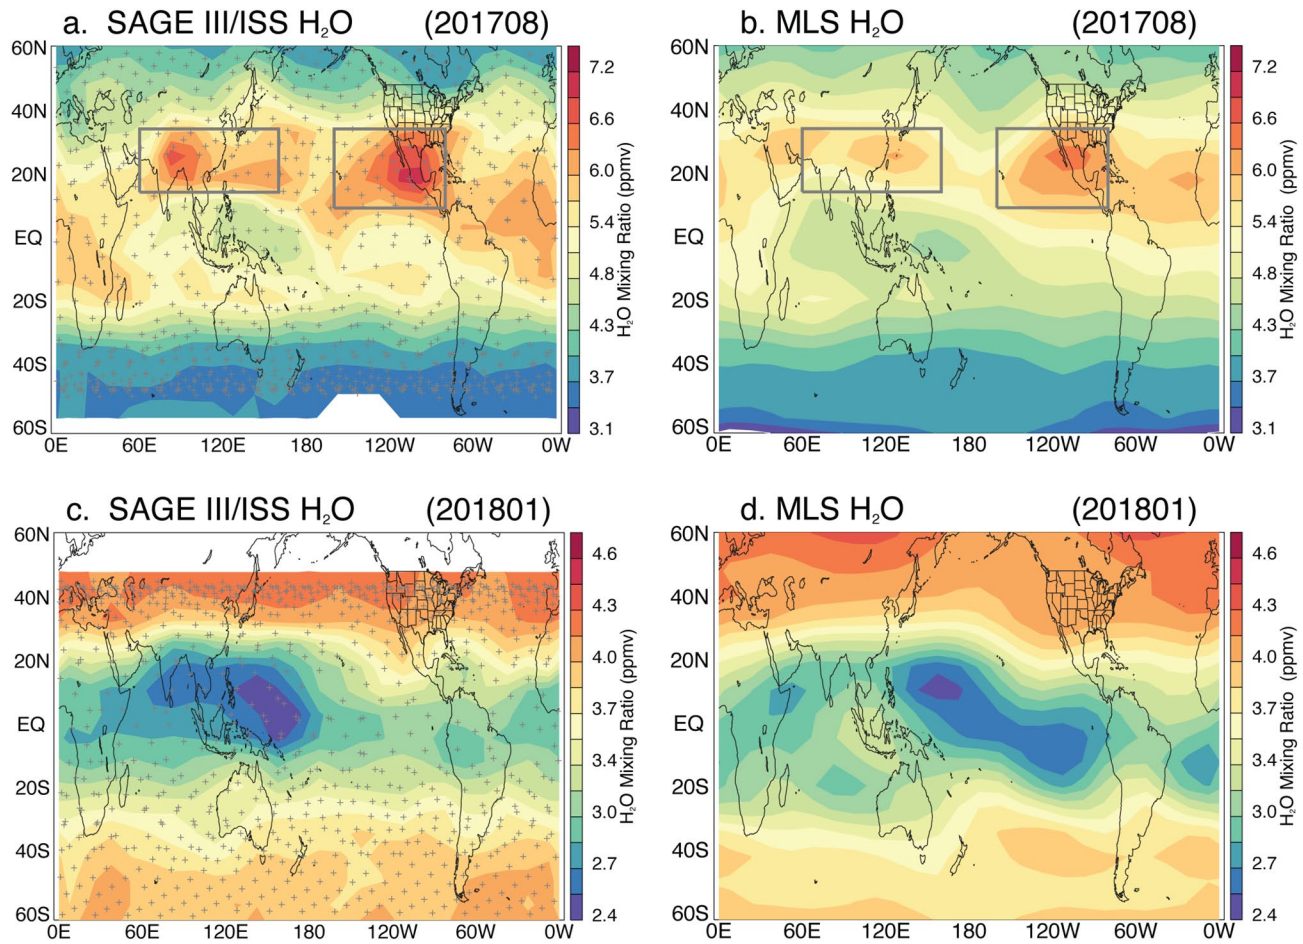 a. SAGE III/ISS H₂O (201708)
60N
40N
20N
EQ
20S
40S
60S
0E 60E 120E 180 120W 60W 0W
7.2
6.6
6.0
5.4
4.8
4.3
3.7
3.1
H₂O Mixing Ratio (ppmv)
b. MLS H₂O (201708)
60N
40N
20N
EQ
20S
40S
60S
0E 60E 120E 180 120W 60W 0W
7.2
6.6
6.0
5.4
4.8
4.3
3.7
3.1
H₂O Mixing Ratio (ppmv)
c. SAGE III/ISS H₂O (201801)
60N
40N
20N
EQ
20S
40S
60S
0E 60E 120E 180 120W 60W 0W
4.6
4.3
4.0
3.7
3.4
3.0
2.7
2.4
H₂O Mixing Ratio (ppmv)
d. MLS H₂O (201801)
60N
40N
20N
EQ
20S
40S
60S
0E 60E 120E 180 120W 60W 0W
4.6
4.3
4.0
3.7
3.4
3.0
2.7
2.4
H₂O Mixing Ratio (ppmv)